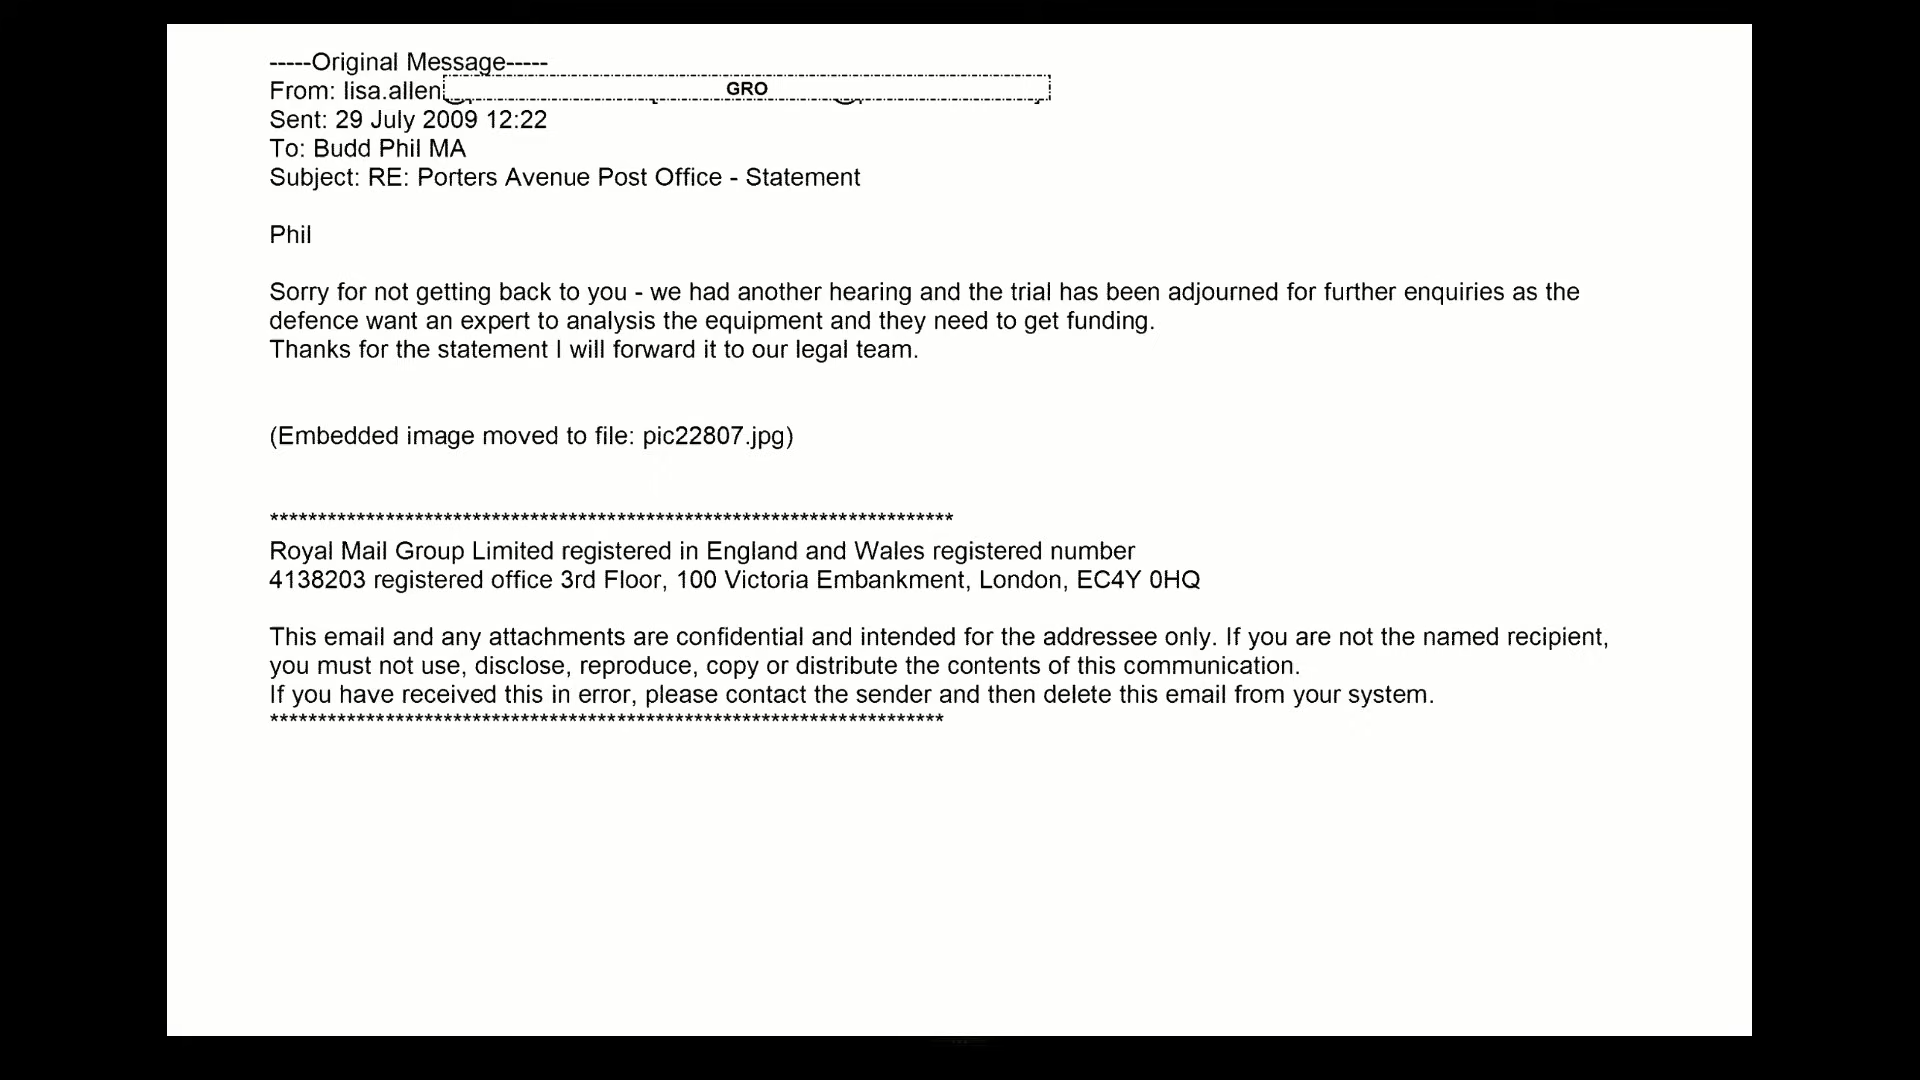 -----Original Message-----
From: lisa.allen GRO
Sent: 29 July 2009 12:22
To: Budd Phil MA
Subject: RE: Porters Avenue Post Office - Statement
Phil
Sorry for not getting back to you - we had another hearing and the trial has been adjourned for further enquiries as the
defence want an expert to analysis the equipment and they need to get funding.
Thanks for the statement I will forward it to our legal team.
(Embedded image moved to file: pic22807.jpg)
***********************************************************************
Royal Mail Group Limited registered in England and Wales registered number
4138203 registered office 3rd Floor, 100 Victoria Embankment, London, EC4Y 0HQ
This email and any attachments are confidential and intended for the addressee only. If you are not the named recipient,
you must not use, disclose, reproduce, copy or distribute the contents of this communication.
If you have received this in error, please contact the sender and then delete this email from your system.
**********************************************************************